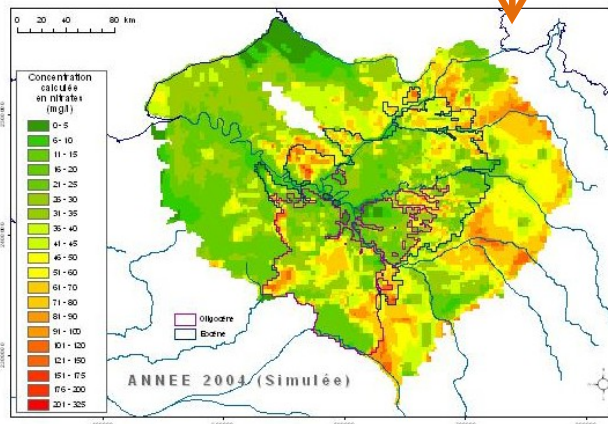 0 20 40 80 km
Concentration
calculée
en nitrates
(mg/l)
0-5
6-10
11-15
16-20
21-25
26-30
31-35
36-40
41-45
46-50
51-60
61-70
71-80
81-90
91-100
101-120
121-150
151-175
176-200
201-325
Oligocène
Eocène
ANNEE 2004 (Simulée)